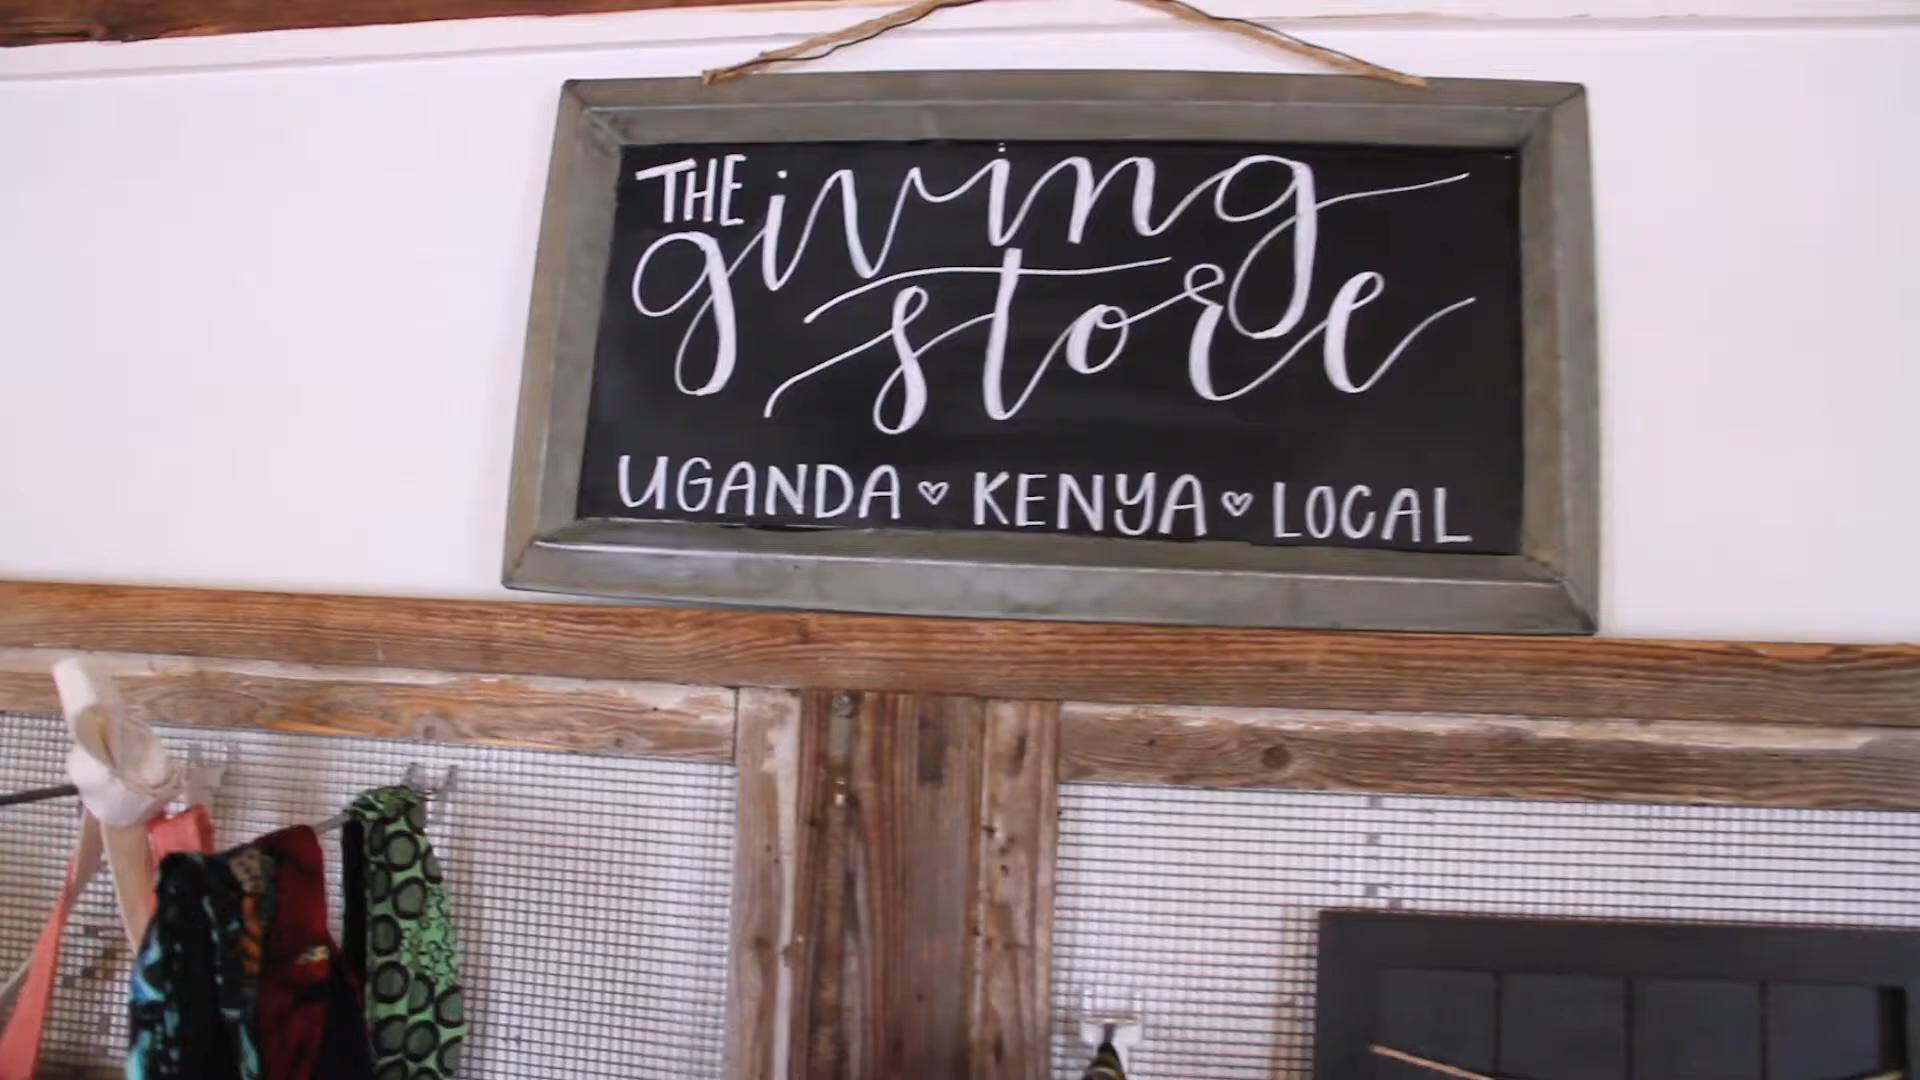 THE
giving
store
UGANDA ♡ KENYA ♡ LOCAL